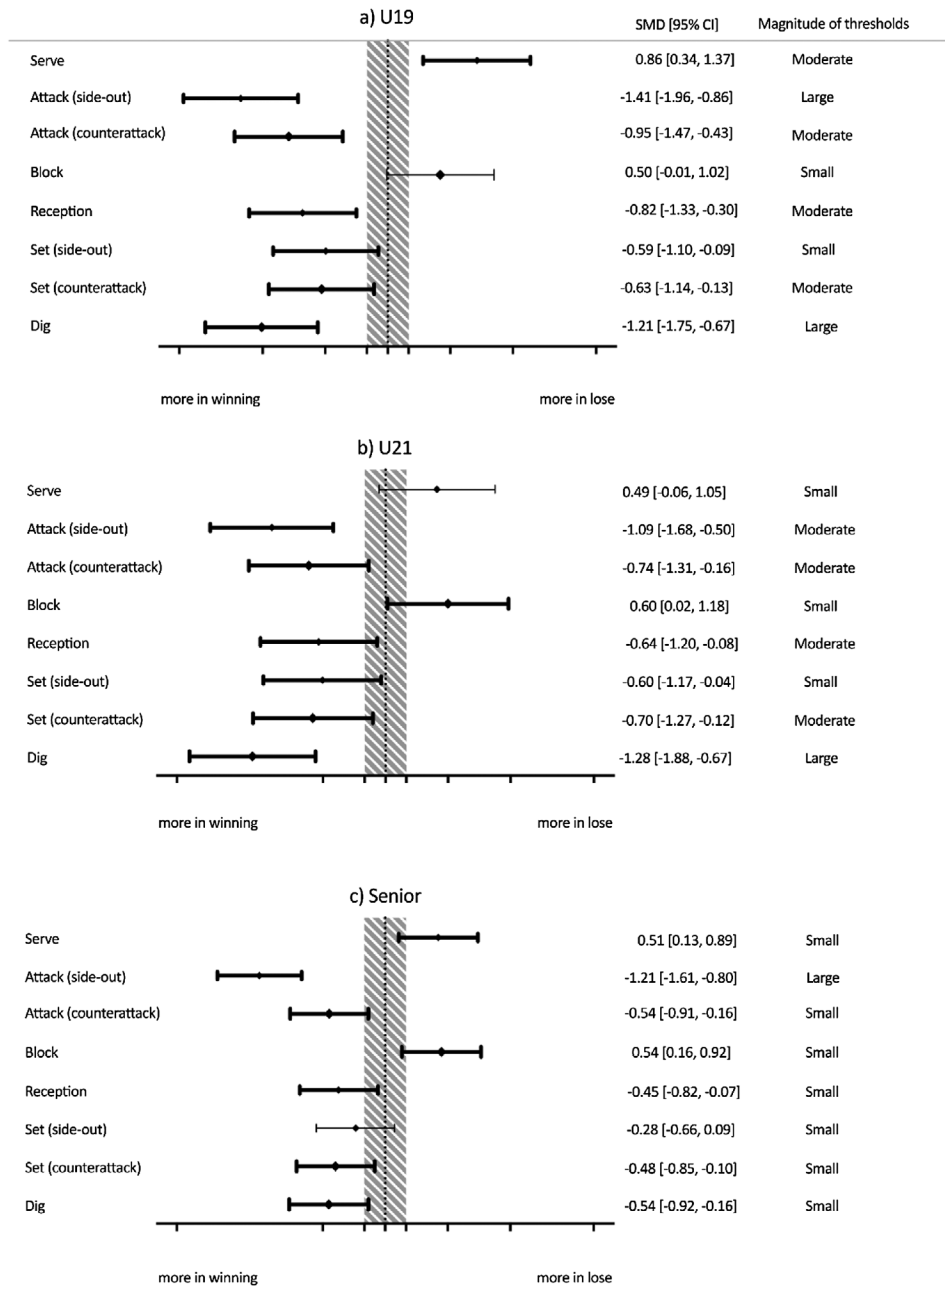 a) U19
SMD [95% CI] Magnitude of thresholds
Serve 0.86 [0.34, 1.37] Moderate
Attack (side-out) -1.41 [-1.96, -0.86] Large
Attack (counterattack) -0.95 [-1.47, -0.43] Moderate
Block 0.50 [-0.01, 1.02] Small
Reception -0.82 [-1.33, -0.30] Moderate
Set (side-out) -0.59 [-1.10, -0.09] Small
Set (counterattack) -0.63 [-1.14, -0.13] Moderate
Dig -1.21 [-1.75, -0.67] Large
more in winning more in lose
b) U21
Serve 0.49 [-0.06, 1.05] Small
Attack (side-out) -1.09 [-1.68, -0.50] Moderate
Attack (counterattack) -0.74 [-1.31, -0.16] Moderate
Block 0.60 [0.02, 1.18] Small
Reception -0.64 [-1.20, -0.08] Moderate
Set (side-out) -0.60 [-1.17, -0.04] Small
Set (counterattack) -0.70 [-1.27, -0.12] Moderate
Dig -1.28 [-1.88, -0.67] Large
more in winning more in lose
c) Senior
Serve 0.51 [0.13, 0.89] Small
Attack (side-out) -1.21 [-1.61, -0.80] Large
Attack (counterattack) -0.54 [-0.91, -0.16] Small
Block 0.54 [0.16, 0.92] Small
Reception -0.45 [-0.82, -0.07] Small
Set (side-out) -0.28 [-0.66, 0.09] Small
Set (counterattack) -0.48 [-0.85, -0.10] Small
Dig -0.54 [-0.92, -0.16] Small
more in winning more in lose